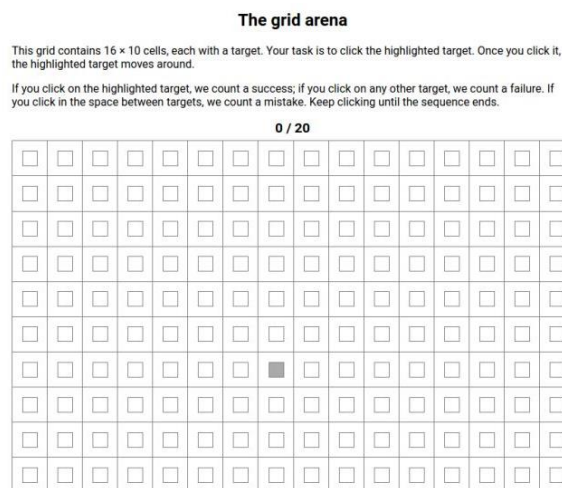 The grid arena
This grid contains 16 × 10 cells, each with a target. Your task is to click the highlighted target. Once you click it,
the highlighted target moves around.
If you click on the highlighted target, we count a success; if you click on any other target, we count a failure. If
you click in the space between targets, we count a mistake. Keep clicking until the sequence ends.
0 / 20